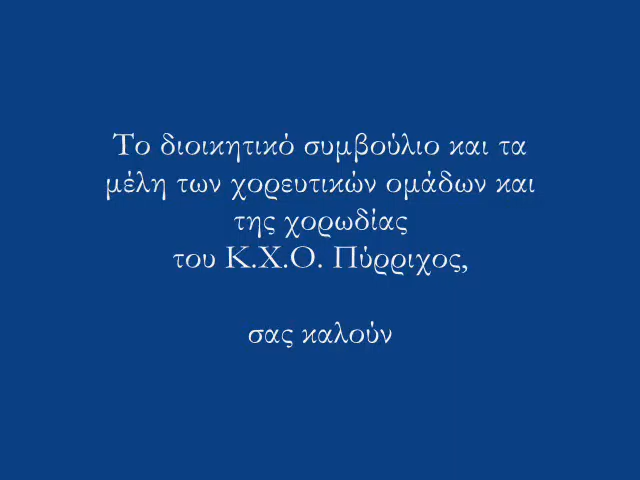 Το διοικητικό συμβούλιο και τα
μέλη των χορευτικών ομάδων και
της χορωδίας
του Κ.Χ.Ο. Πύρριχος,
σας καλούν